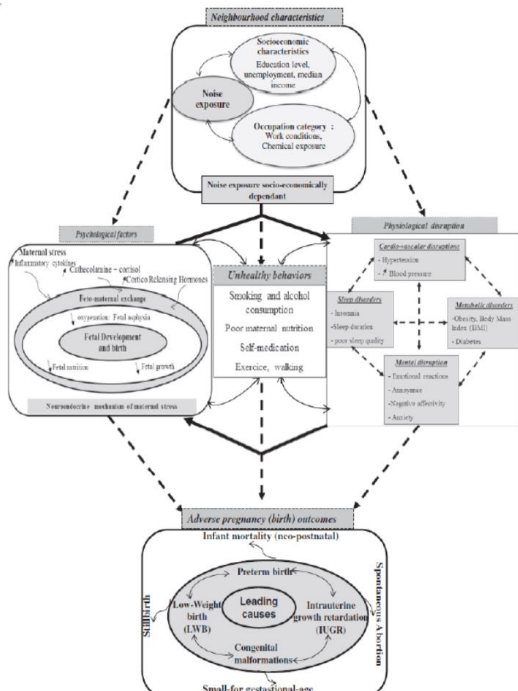 Neighbourhood characteristics
Socioeconomic
characteristics
Education level,
unemployment, median
income
Noise
exposure
Occupation category :
Work conditions,
Chemical exposure
Noise exposure socio-economically
dependant
Psychological factors
Maternal stress
Inflammatory cytokines
Cathecolamine – cortisol
Cortico Releasing Hormones
Feto-maternal exchange
oxygenation: Fetal asphyxia
Fetal Development
and birth
Fetal nutrition
Fetal growth
Neuroendocrine mechanism of maternal stress
Unhealthy behaviors
Smoking and alcohol
consumption
Poor maternal nutrition
Self-medication
Exercice, walking
Physiological disruption
Cardio-vascular disruptions
- Hypertension
- Blood pressure
Sleep disorders
- Insomnia
-Sleep duration
- poor sleep quality
Metabolic disorders
-Obesity, Body Mass
Index (BMI)
- Diabetes
Mental disruption
- Emotional reactions
- Annoyance
-Negative affectivity
- Anxiety
Adverse pregnancy (birth) outcomes
Infant mortality (neo-postnatal)
Stillbirth
Preterm birth
Low-Weight
birth
(LWB)
Leading
causes
Intrauterine
growth retardation
(IUGR)
Congenital
malformations
Spontaneous Abortion
Small-for gestastional-age